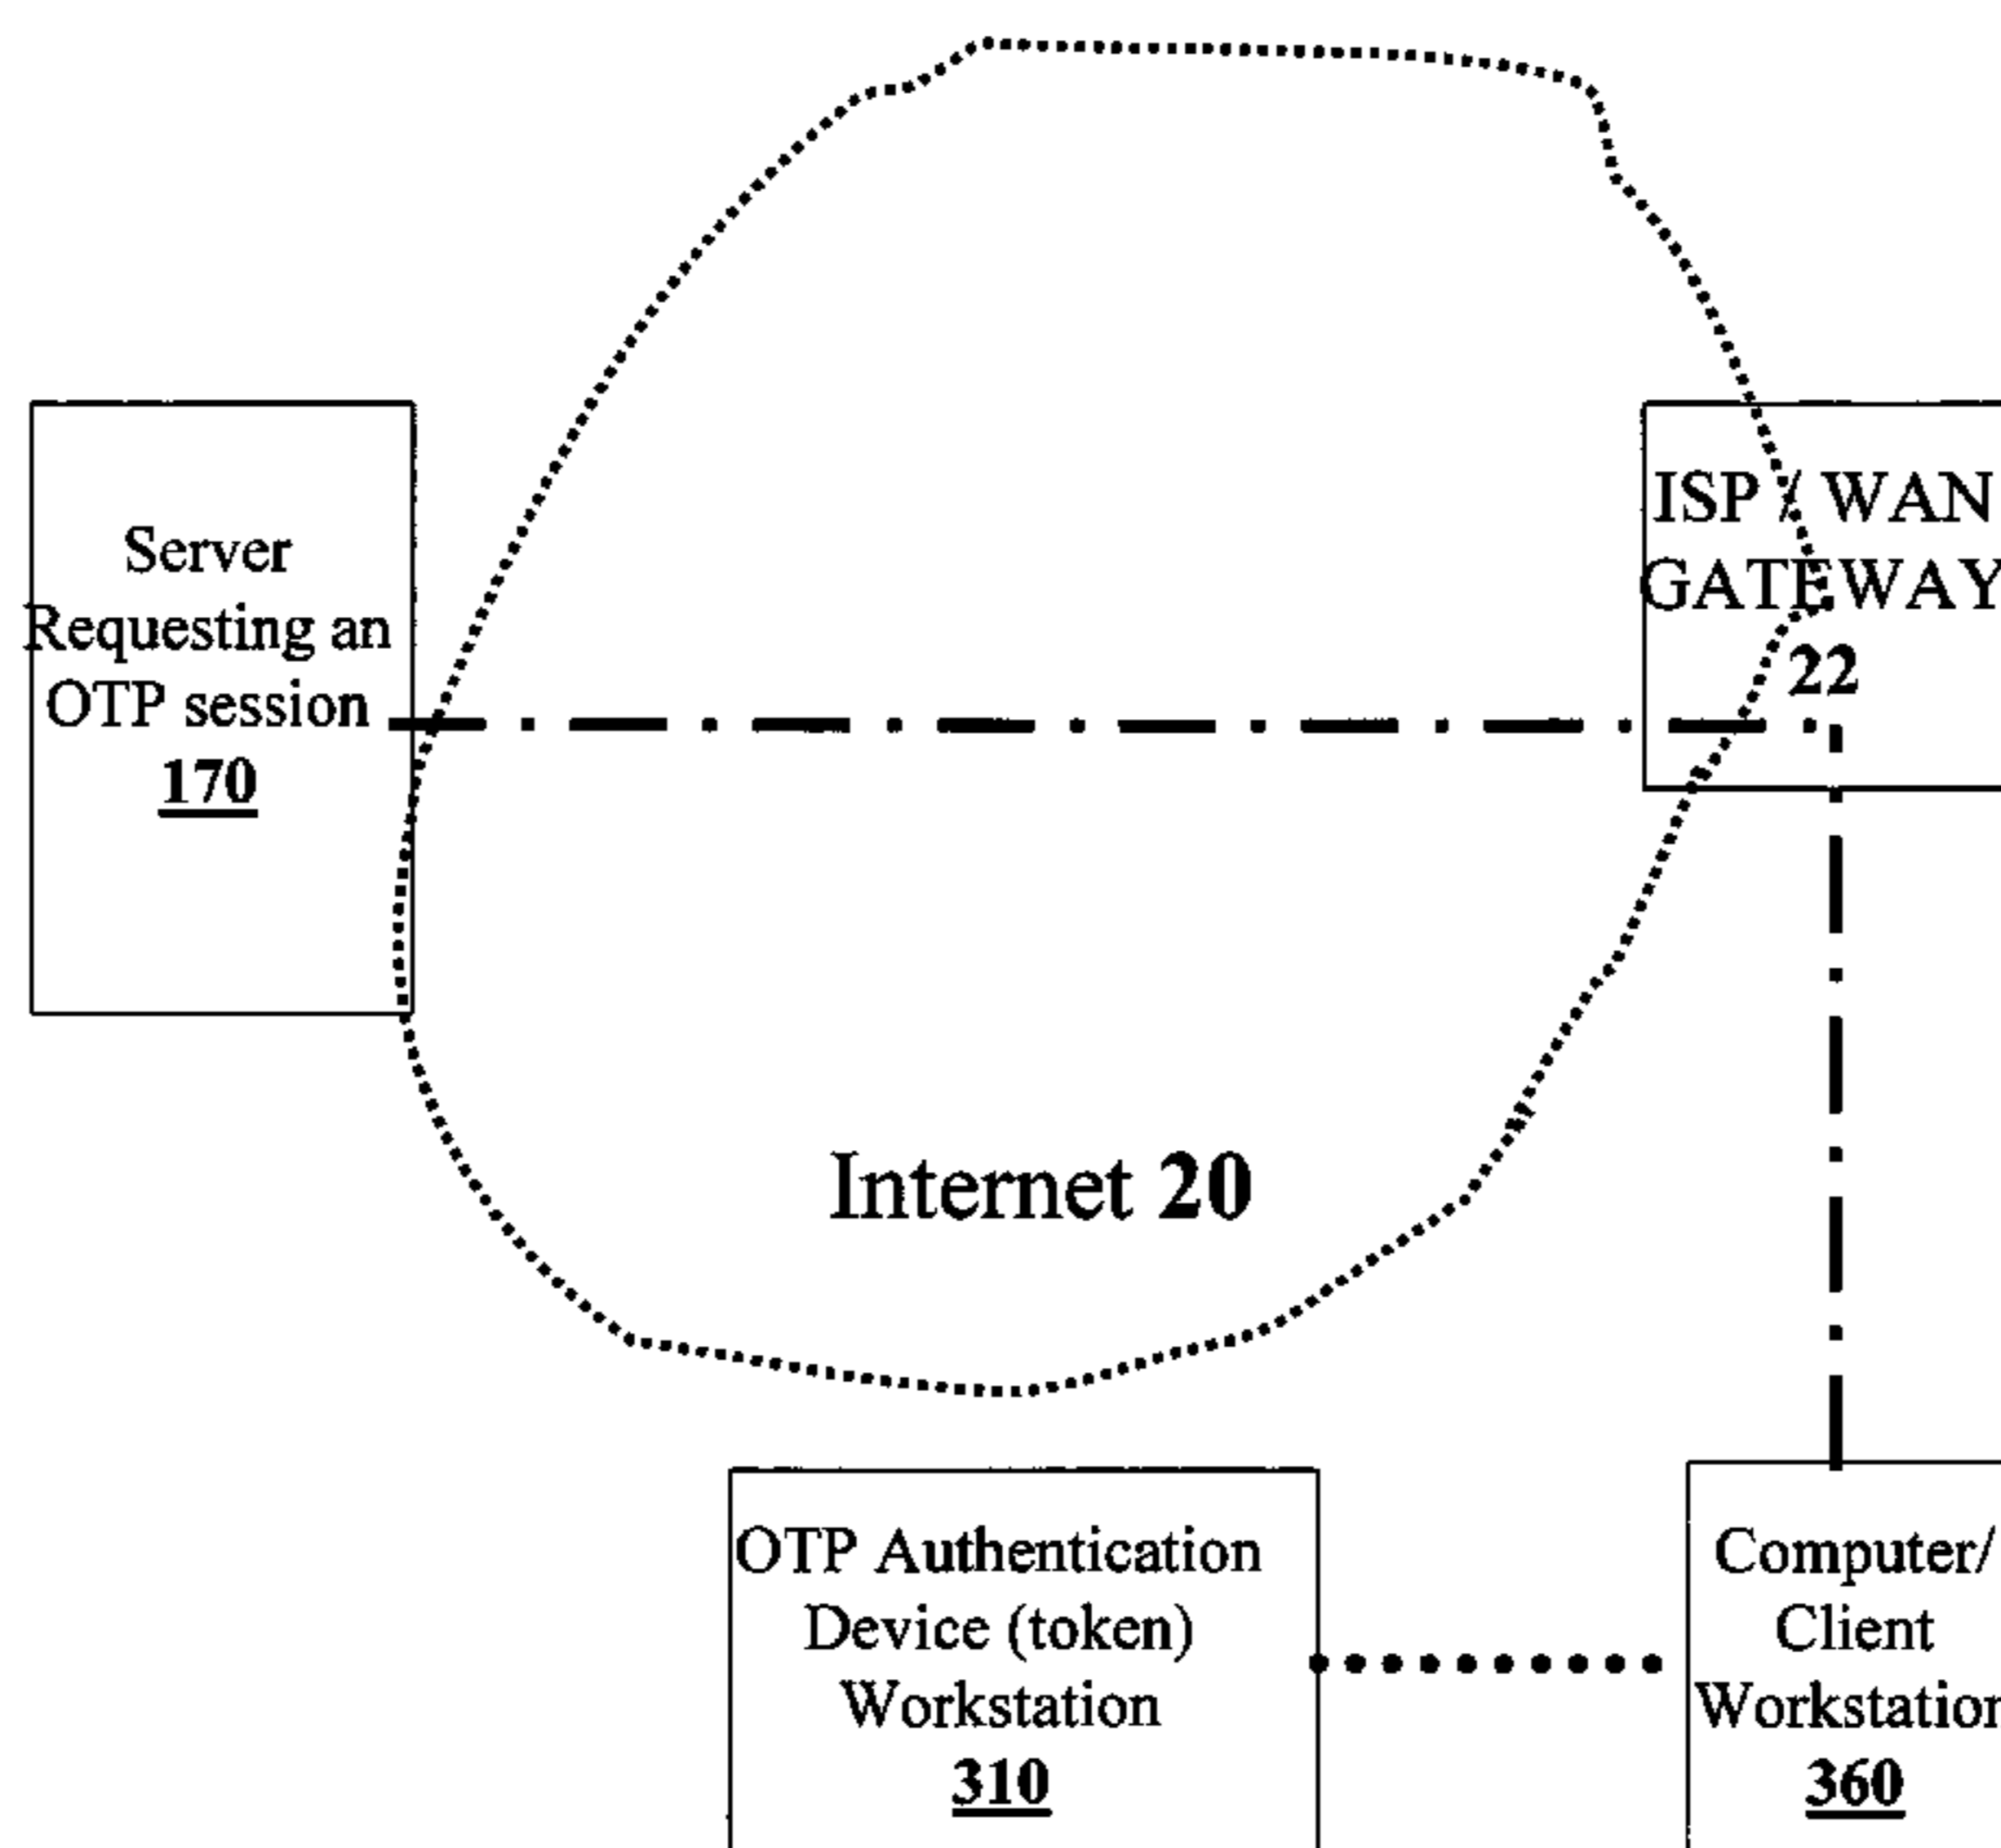 Server
Requesting an
OTP session
170
ISP / WAN
GATEWAY
22
Internet 20
OTP Authentication
Device (token)
Workstation
310
Computer/
Client
Workstation
360